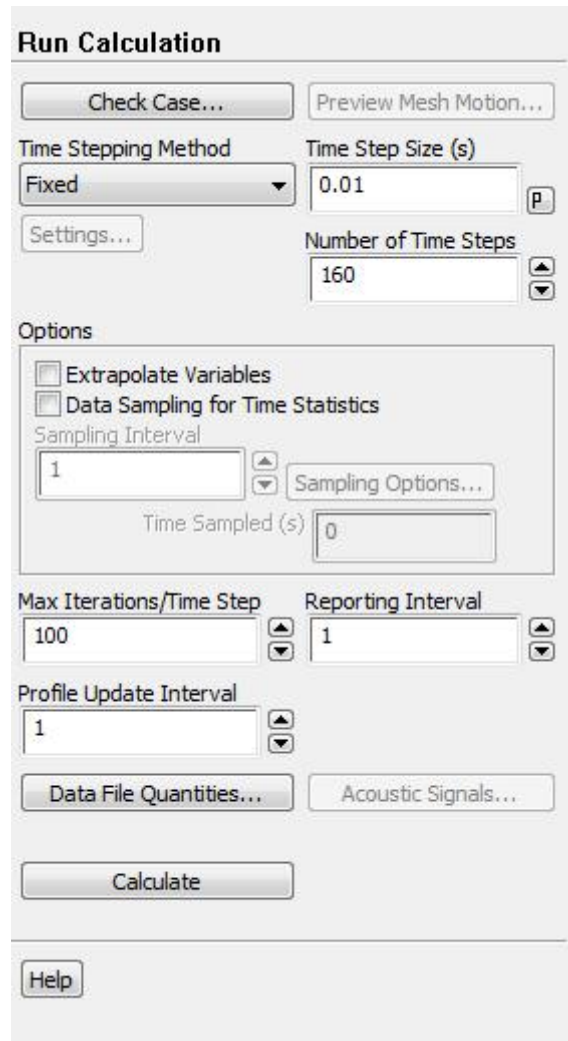 Run Calculation
Check Case... Preview Mesh Motion...
Time Stepping Method Time Step Size (s)
Fixed 0.01 P
Settings... Number of Time Steps
160
Options
Extrapolate Variables
Data Sampling for Time Statistics
Sampling Interval
1 Sampling Options...
Time Sampled (s) 0
Max Iterations/Time Step Reporting Interval
100 1
Profile Update Interval
1
Data File Quantities... Acoustic Signals...
Calculate
Help